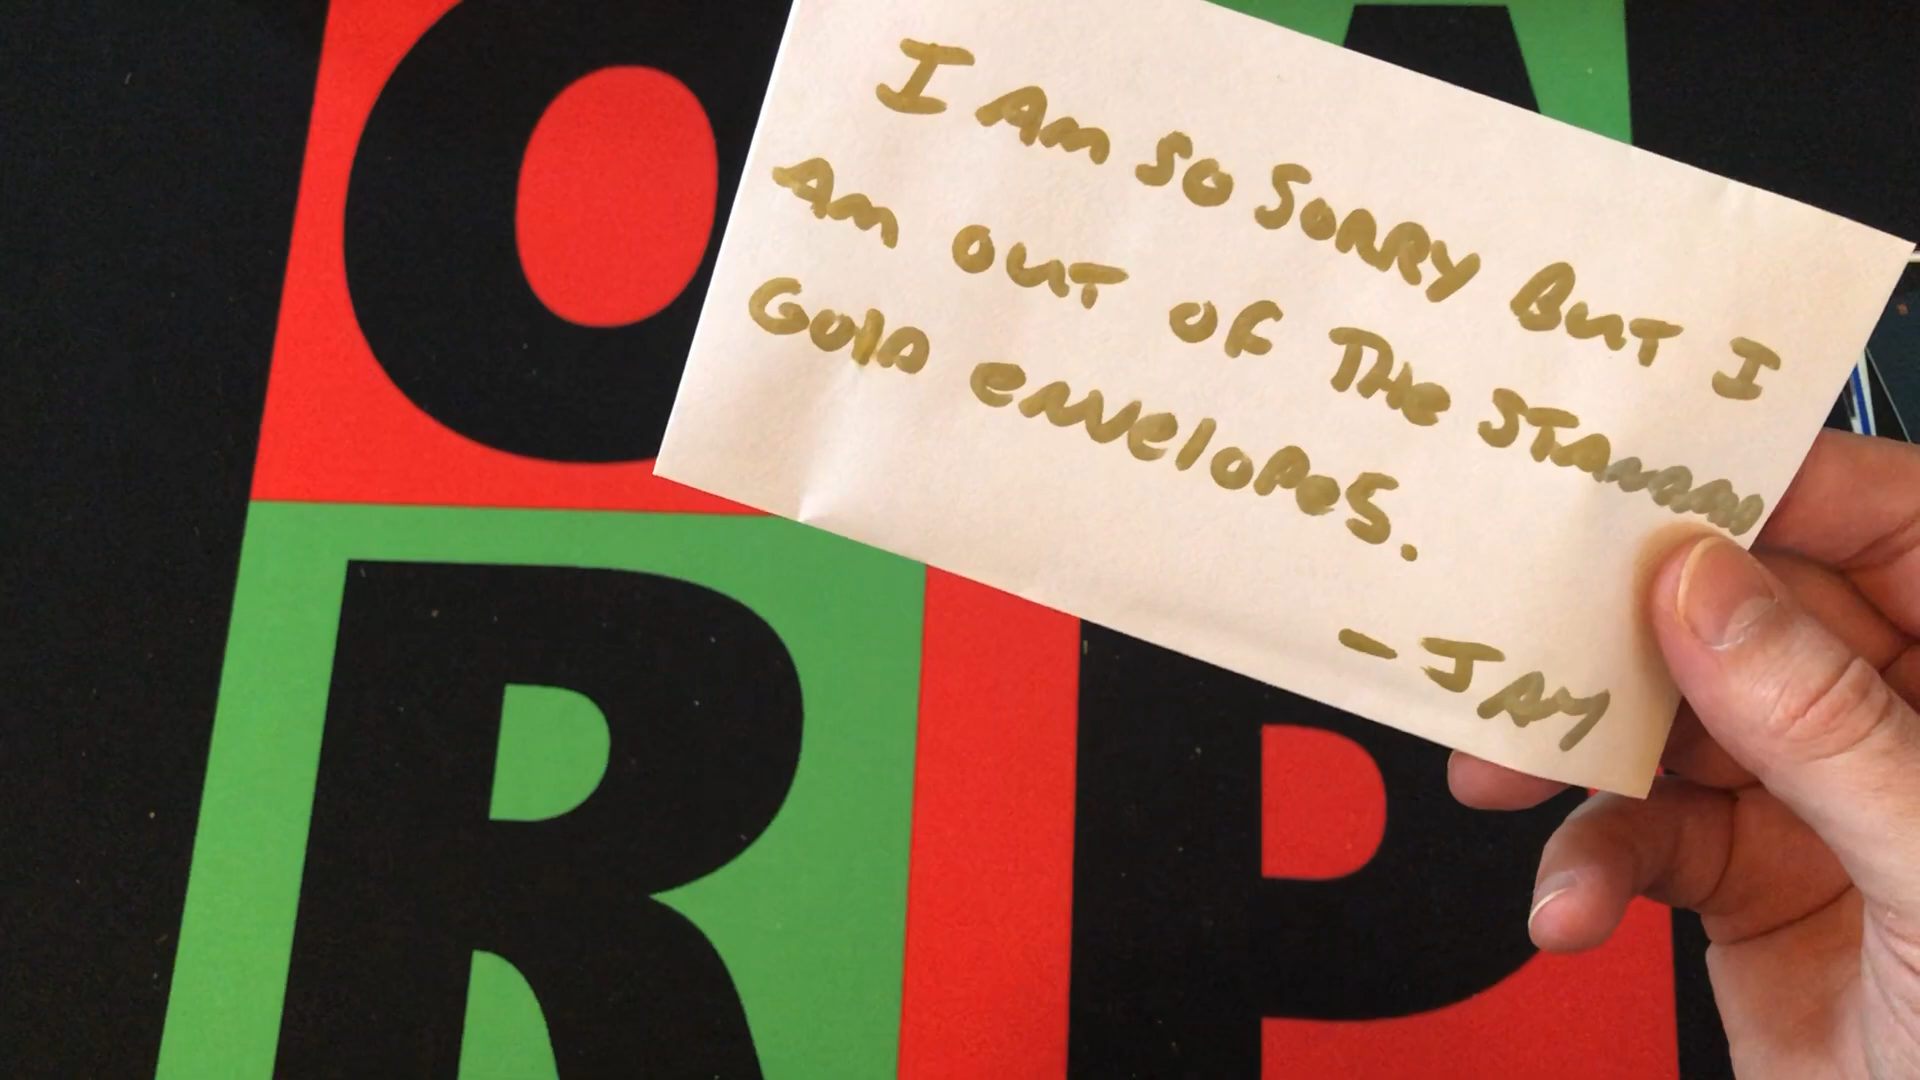 I Am SO SORRY BUT I
Am OUT OF THe STANDARD
GOlD eNVelOPeS.
- JAY
C A
R P